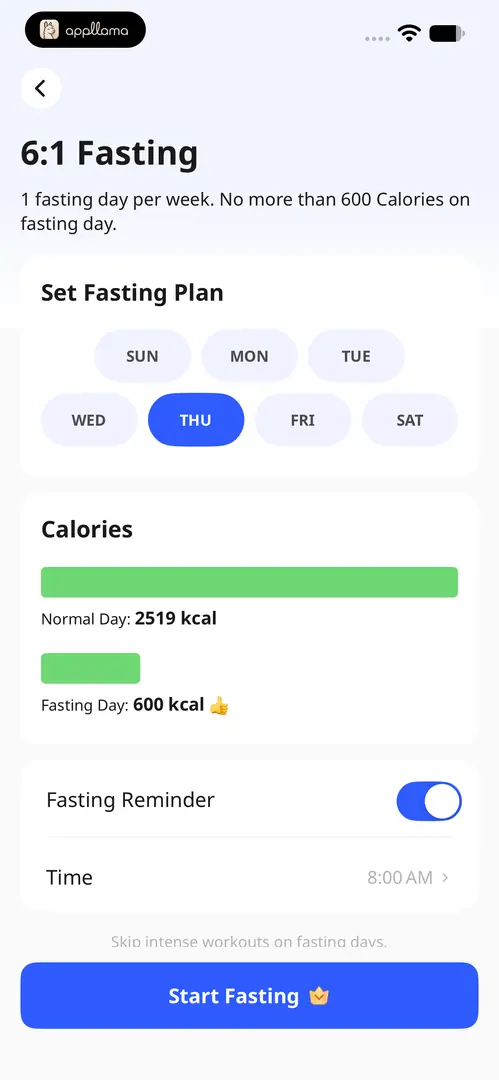 appllama
6:1 Fasting
1 fasting day per week. No more than 600 Calories on
fasting day.
Set Fasting Plan
SUN MON TUE
WED THU FRI SAT
Calories
Normal Day: 2519 kcal
Fasting Day: 600 kcal 👍
Fasting Reminder
Time 8:00 AM
Skip intense workouts on fasting days.
Start Fasting